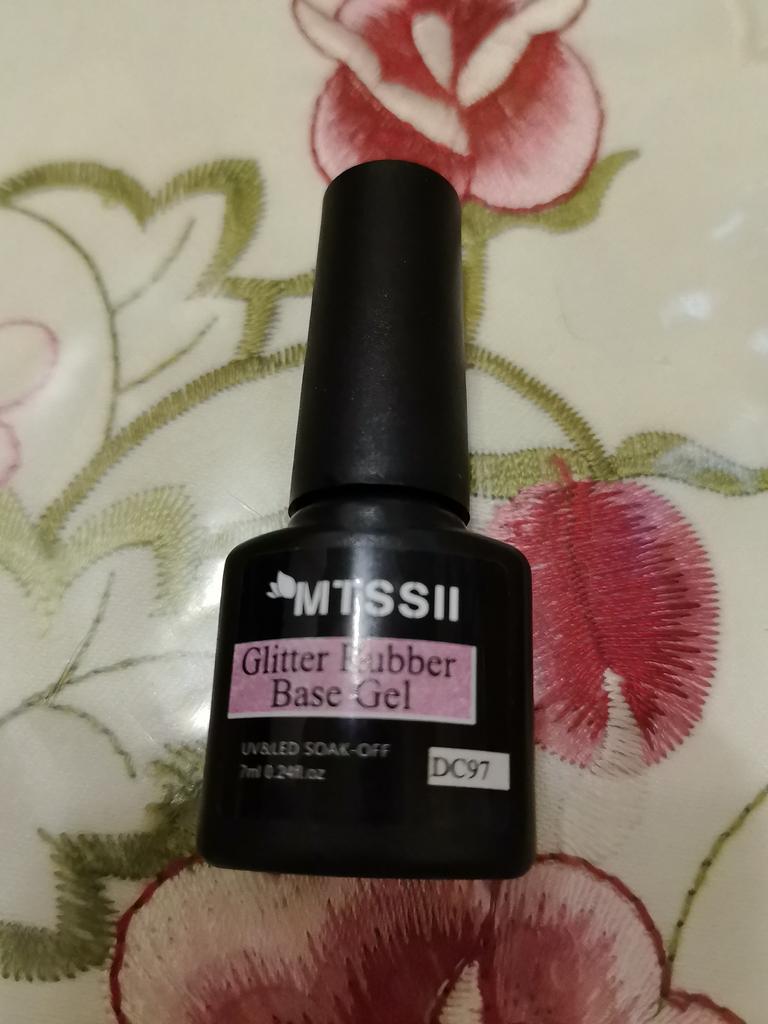 MTSSII
Glitter Rubber
Base Gel
UV&LED SOAK-OFF
7ml 0.24fl.oz
DC97